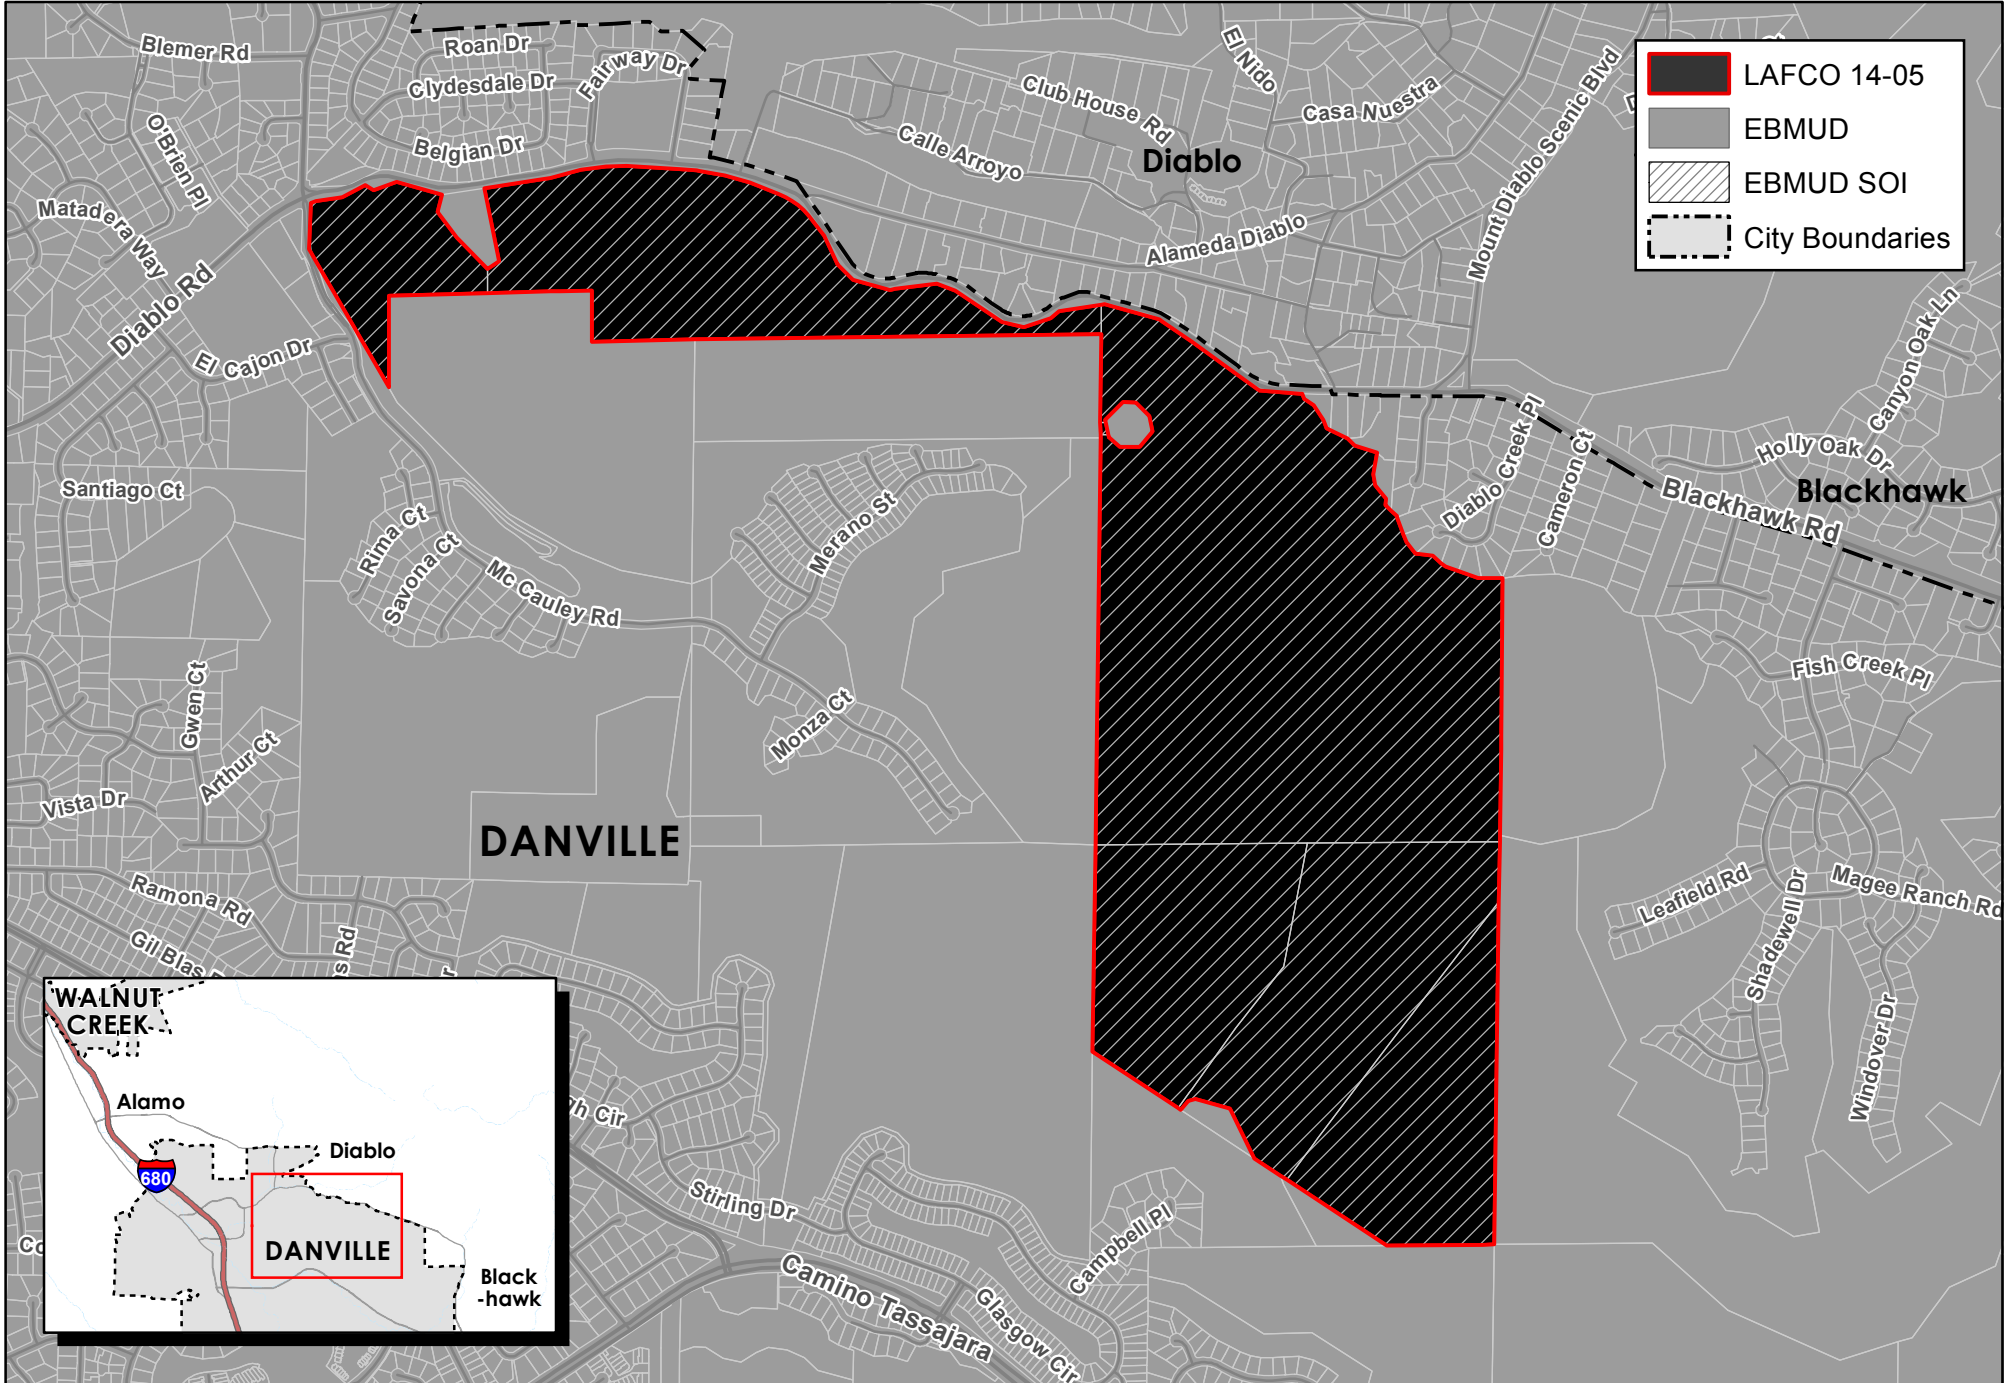 Blemer Rd
Roan Dr
Fairway Dr
Clydesdale Dr
Belgian Dr
O'Brien Pl
Matadera Way
Diablo Rd
El Cajon Dr
Santiago Ct
El Nido
Club House Rd
Casa Nuestra
Calle Arroyo
Diablo
Alameda Diablo
Mount Diablo Scenic Blvd
LAFCO 14-05
EBMUD
EBMUD SOI
City Boundaries
Canyon Oak Ln
Holly Oak Dr
Blackhawk
Blackhawk Rd
Diablo Creek Pl
Cameron Ct
Rima Ct
Savona Ct
Mc Cauley Rd
Merano St
Monza Ct
Fish Creek Pl
Gwen Ct
Arthur Ct
Vista Dr
DANVILLE
Ramona Rd
Gil Blas
s Rd
r
Leafield Rd
Shadewell Dr
Magee Ranch Rd
Windover Dr
gh Cir
Stirling Dr
Camino Tassajara
Glasgow Cir
Campbell Pl
Co
WALNUT
CREEK
Alamo
Diablo
680
DANVILLE
Black
-hawk